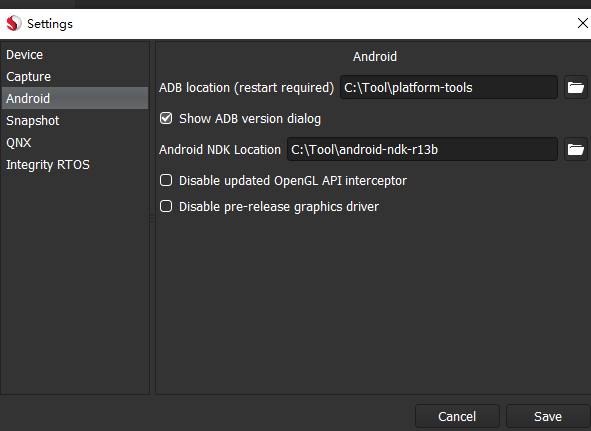 Settings
Device
Capture
Android
Snapshot
QNX
Integrity RTOS
Android
ADB location (restart required) C:\Tool\platform-tools
Show ADB version dialog
Android NDK Location C:\Tool\android-ndk-r13b
Disable updated OpenGL API interceptor
Disable pre-release graphics driver
Cancel Save